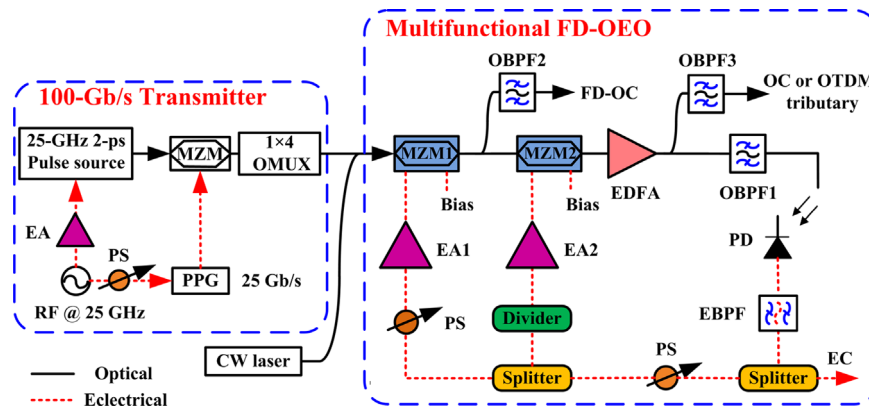 Multifunctional FD-OEO
100-Gb/s Transmitter
OBPF2
OBPF3
FD-OC
OC or OTDM
tributary
25-GHz 2-ps
Pulse source
MZM
1×4
OMUX
MZM1
MZM2
EDFA
OBPF1
Bias
Bias
EA
PS
EA1
EA2
PD
PPG
25 Gb/s
RF @ 25 GHz
PS
Divider
EBPF
CW laser
Splitter
PS
Splitter
EC
Optical
Eclectrical